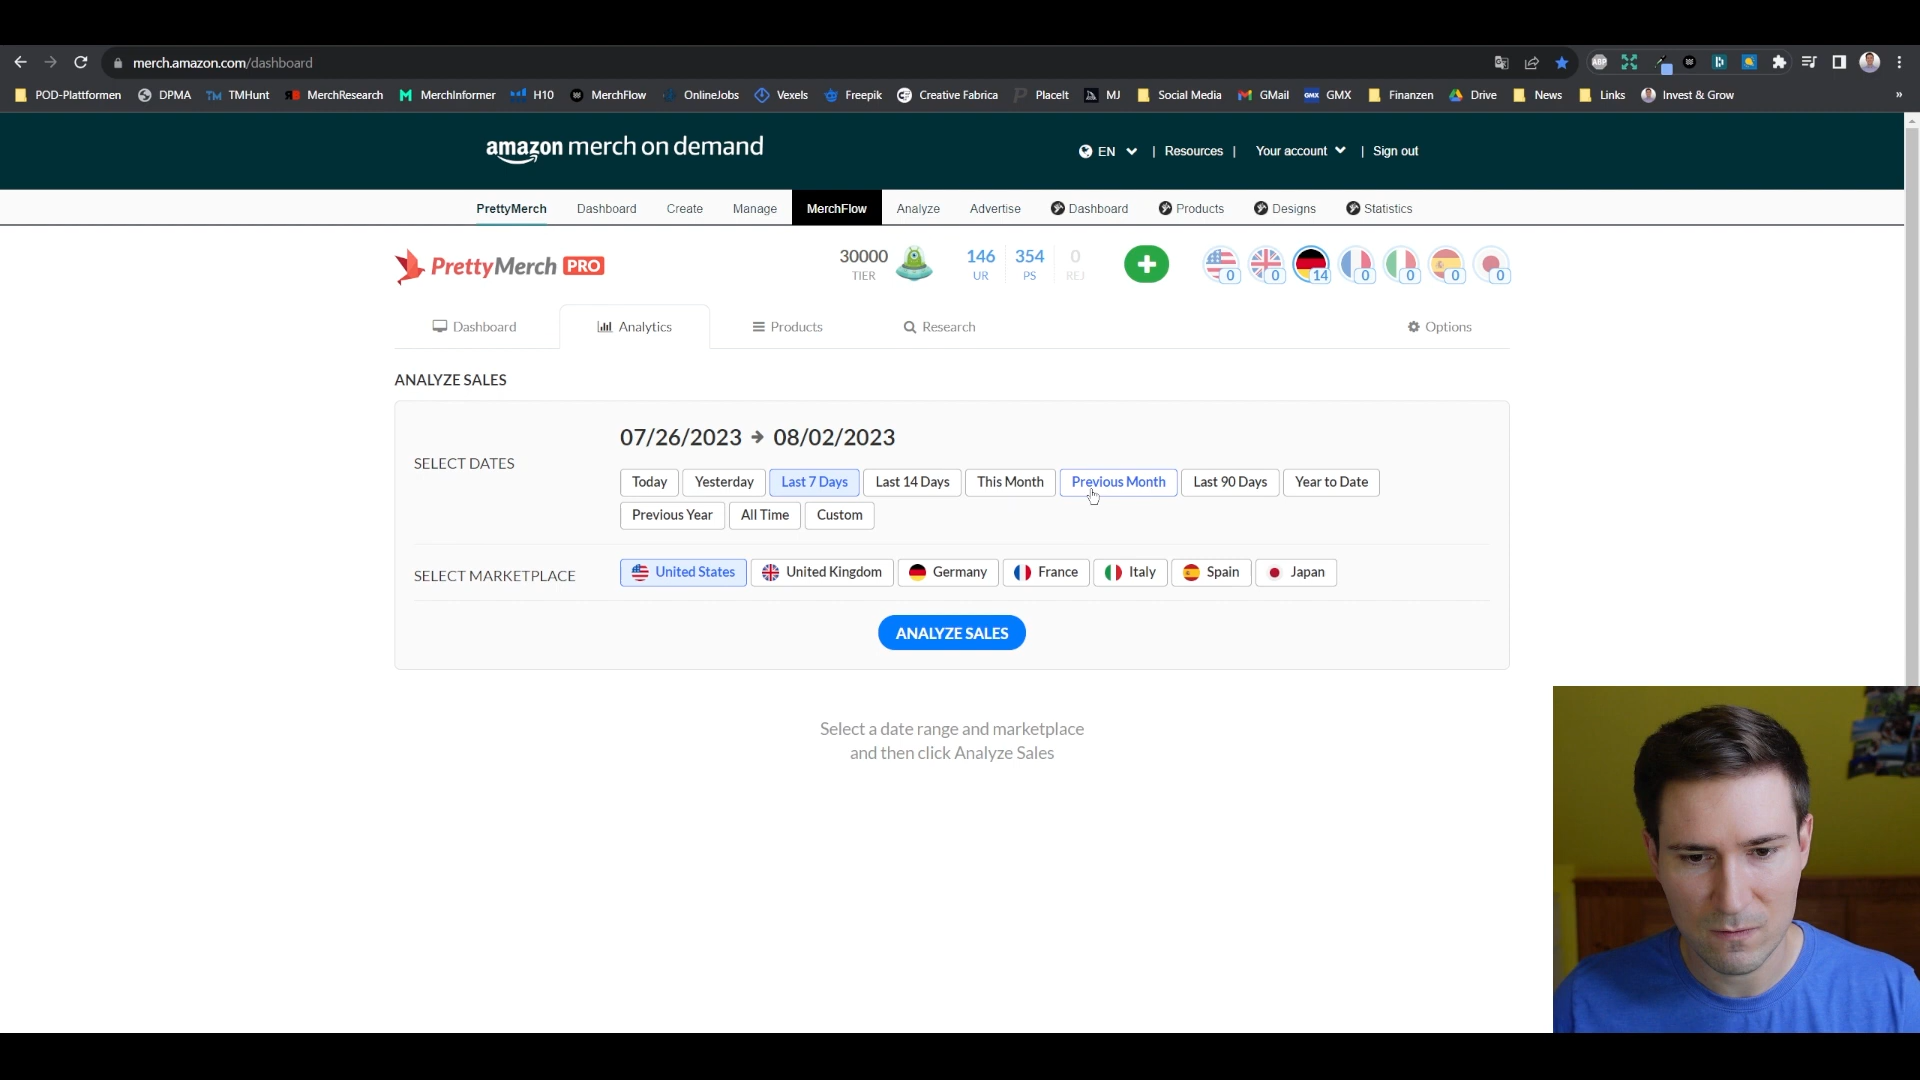 merch.amazon.com/dashboard
ABP
POD-Plattformen DPMA TM TMHunt MerchResearch M MerchInformer H10 MerchFlow OnlineJobs Vexels Freepik Creative Fabrica PlaceIt MJ Social Media GMail GMX GMX Finanzen Drive News Links Invest & Grow »
amazon merch on demand
EN | Resources | Your account | Sign out
PrettyMerch Dashboard Create Manage MerchFlow Analyze Advertise Dashboard Products Designs Statistics
PrettyMerch PRO
30000 146 354 0
TIER UR PS REJ
0 0 14 0 0 0 0
Dashboard Analytics Products Research Options
ANALYZE SALES
SELECT DATES
07/26/2023 → 08/02/2023
Today Yesterday Last 7 Days Last 14 Days This Month Previous Month Last 90 Days Year to Date
Previous Year All Time Custom
SELECT MARKETPLACE
United States United Kingdom Germany France Italy Spain Japan
ANALYZE SALES
Select a date range and marketplace
and then click Analyze Sales